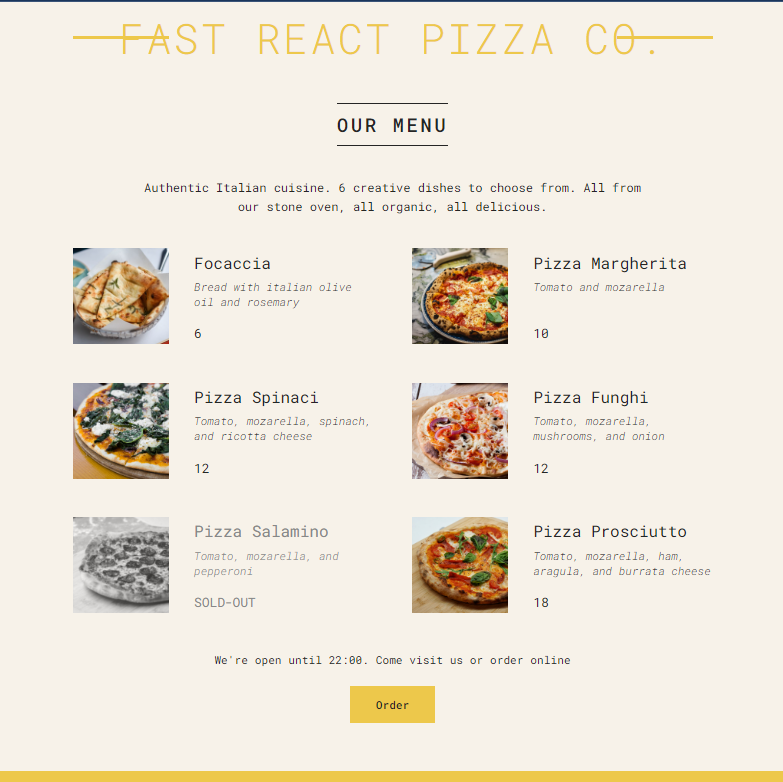 FAST REACT PIZZA CO.
OUR MENU
Authentic Italian cuisine. 6 creative dishes to choose from. All from
our stone oven, all organic, all delicious.
Focaccia
Bread with italian olive
oil and rosemary
6
Pizza Margherita
Tomato and mozarella
10
Pizza Spinaci
Tomato, mozarella, spinach,
and ricotta cheese
12
Pizza Funghi
Tomato, mozarella,
mushrooms, and onion
12
Pizza Salamino
Tomato, mozarella, and
pepperoni
SOLD-OUT
Pizza Prosciutto
Tomato, mozarella, ham,
aragula, and burrata cheese
18
We're open until 22:00. Come visit us or order online
Order